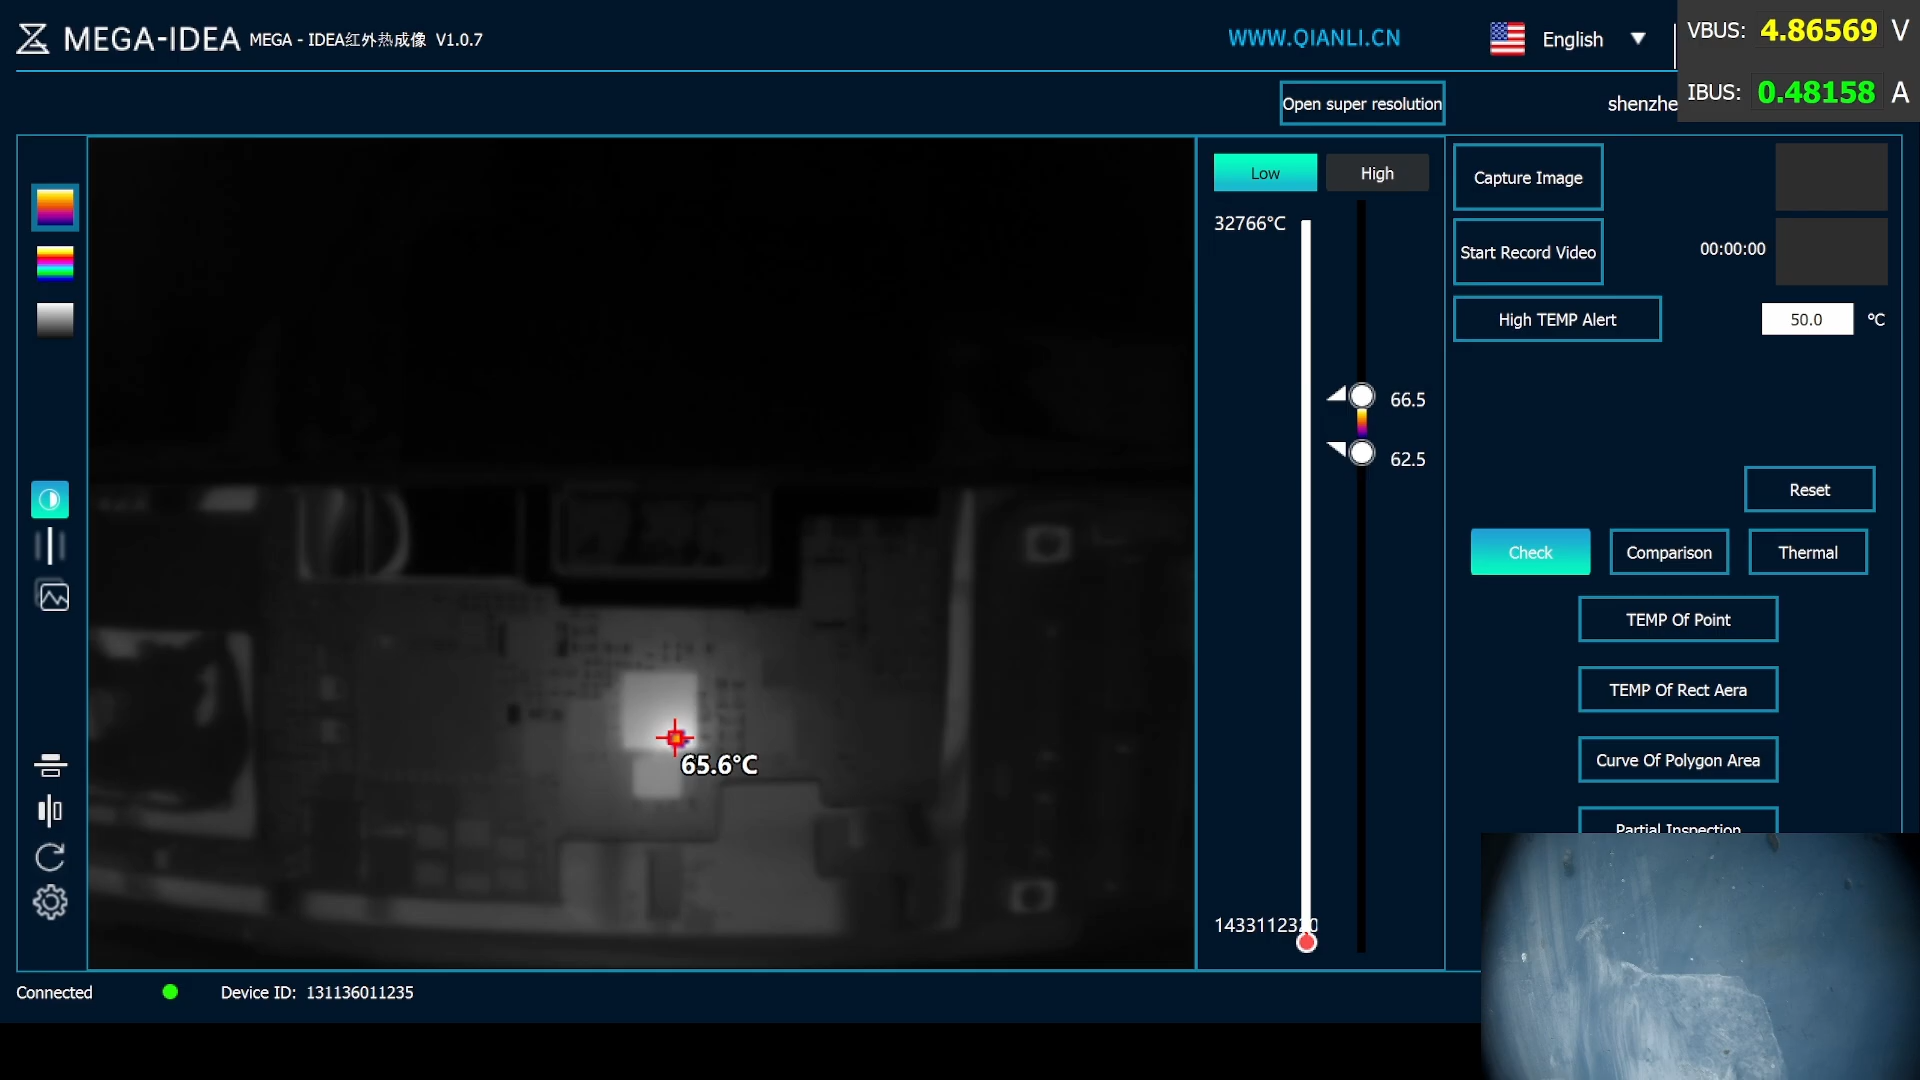 MEGA-IDEA MEGA - IDEA红外热成像 V1.0.7
WWW.QIANLI.CN
English
VBUS: 4.86569 V
IBUS: 0.48158 A
Open super resolution
shenzhe
Low
High
32766°C
66.5
62.5
1433112320
Capture Image
Start Record Video
00:00:00
High TEMP Alert
50.0 °C
Reset
Check
Comparison
Thermal
TEMP Of Point
TEMP Of Rect Aera
Curve Of Polygon Area
Partial Inspection
65.6°C
Connected
Device ID: 131136011235